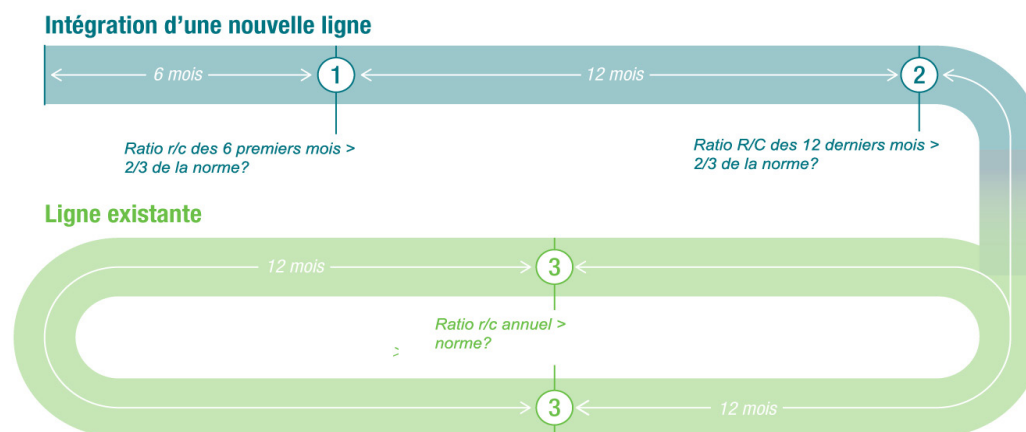 Intégration d’une nouvelle ligne
6 mois
1
12 mois
2
Ratio r/c des 6 premiers mois >
2/3 de la norme?
Ratio R/C des 12 derniers mois >
2/3 de la norme?
Ligne existante
12 mois
3
Ratio r/c annuel >
norme?
>
3
12 mois